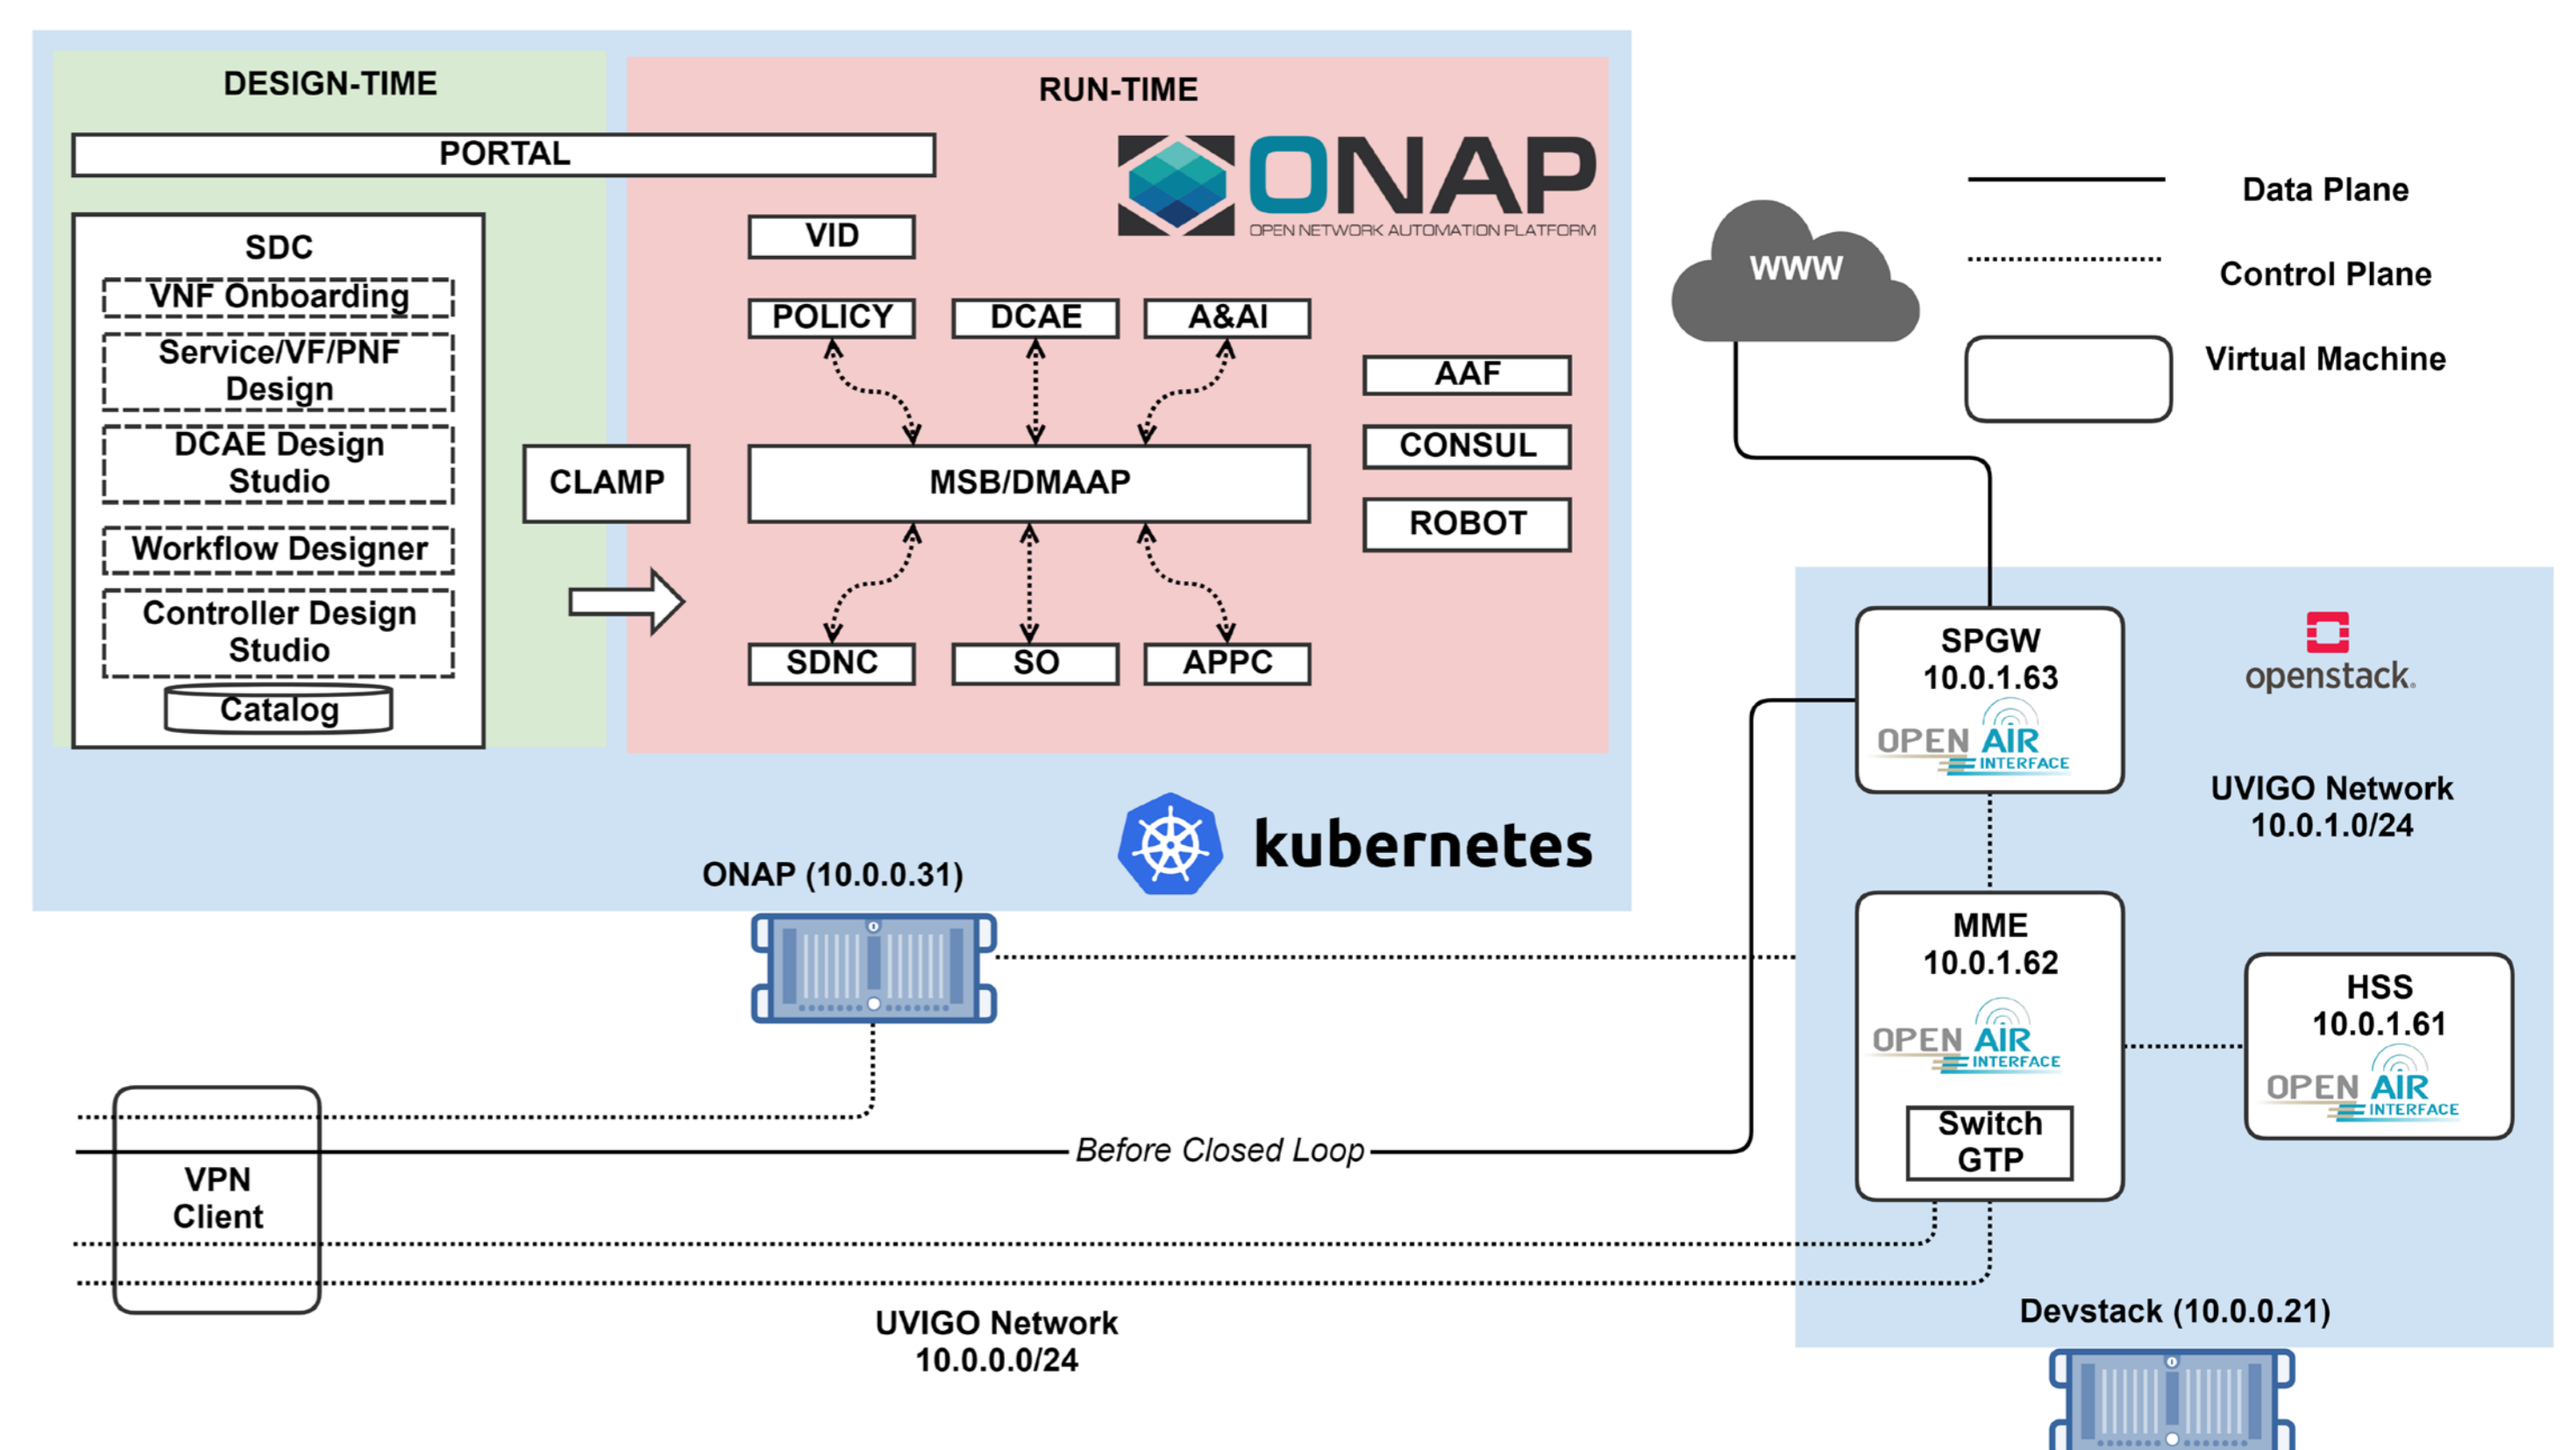 DESIGN-TIME
RUN-TIME
PORTAL
ONAP
OPEN NETWORK AUTOMATION PLATFORM
SDC
VNF Onboarding
Service/VF/PNF
Design
DCAE Design
Studio
Workflow Designer
Controller Design
Studio
Catalog
CLAMP
VID
POLICY
DCAE
A&AI
MSB/DMAAP
SDNC
SO
APPC
AAF
CONSUL
ROBOT
kubernetes
ONAP (10.0.0.31)
WWW
Data Plane
Control Plane
Virtual Machine
SPGW
10.0.1.63
OPEN AIR
INTERFACE
openstack.
UVIGO Network
10.0.1.0/24
MME
10.0.1.62
OPEN AIR
INTERFACE
Switch
GTP
HSS
10.0.1.61
OPEN AIR
INTERFACE
Before Closed Loop
VPN
Client
UVIGO Network
10.0.0.0/24
Devstack (10.0.0.21)